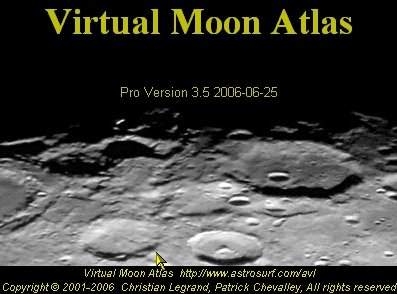 Virtual Moon Atlas
Pro Version 3.5 2006-06-25
Virtual Moon Atlas http://www.astrosurf.com/avl
Copyright © 2001-2006 Christian Legrand, Patrick Chevalley, All rights reserved